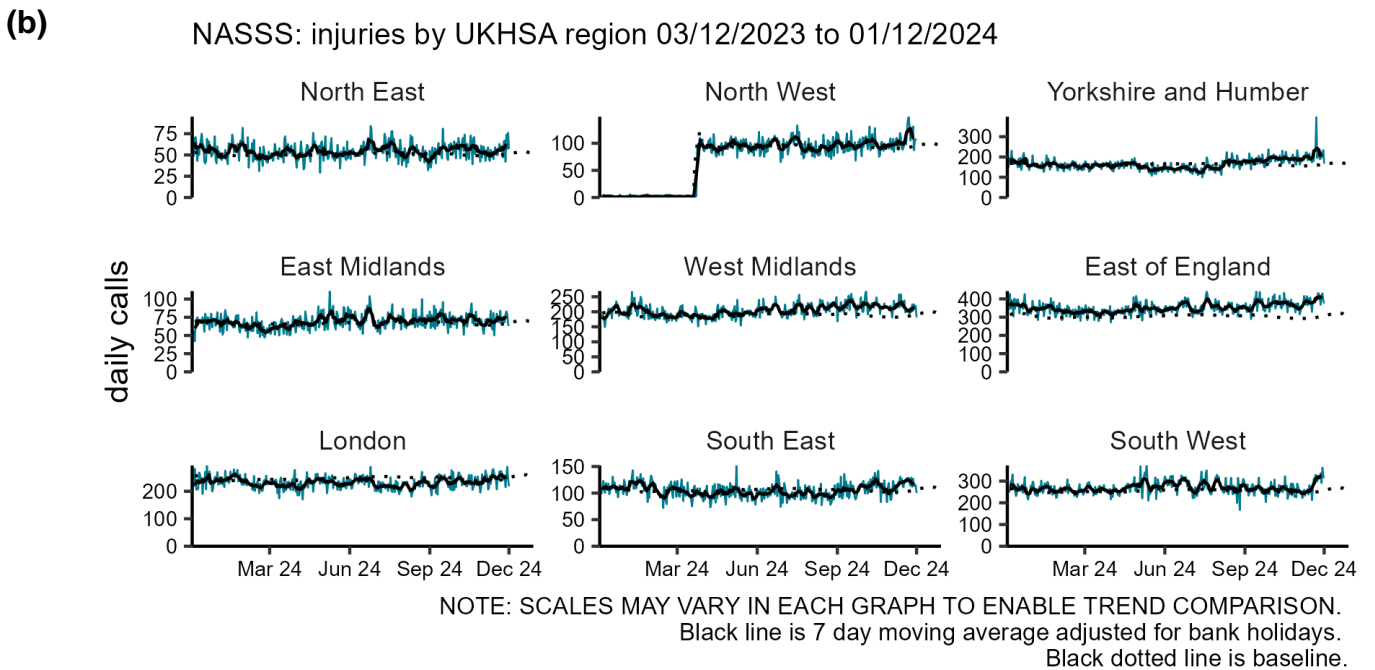 (b)
NASSS: injuries by UKHSA region 03/12/2023 to 01/12/2024
North East
North West
Yorkshire and Humber
75
50
25
0
100
50
0
300
200
100
0
daily calls
East Midlands
West Midlands
East of England
100
75
50
25
0
250
200
150
100
50
0
400
300
200
100
0
London
South East
South West
200
100
0
150
100
50
0
300
200
100
0
Mar 24 Jun 24 Sep 24 Dec 24
Mar 24 Jun 24 Sep 24 Dec 24
Mar 24 Jun 24 Sep 24 Dec 24
NOTE: SCALES MAY VARY IN EACH GRAPH TO ENABLE TREND COMPARISON.
Black line is 7 day moving average adjusted for bank holidays.
Black dotted line is baseline.